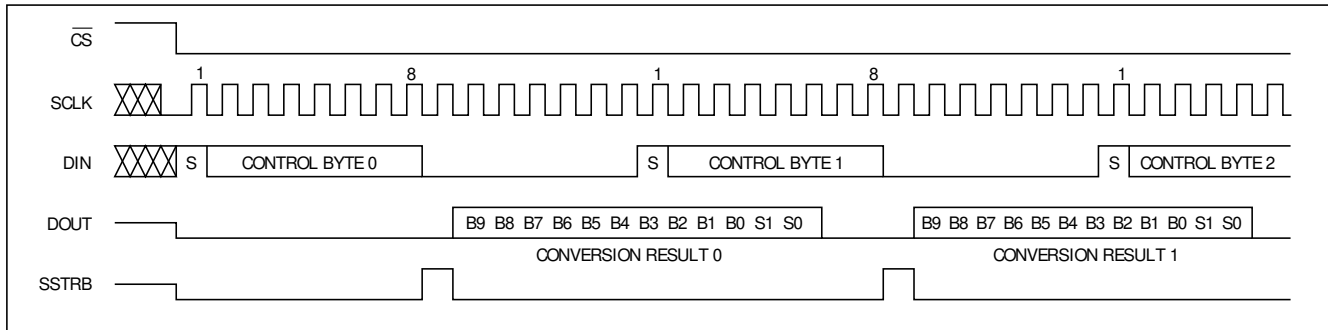 CS
1 8 1 8 1
SCLK
DIN S CONTROL BYTE 0 S CONTROL BYTE 1 S CONTROL BYTE 2
DOUT B9 B8 B7 B6 B5 B4 B3 B2 B1 B0 S1 S0 B9 B8 B7 B6 B5 B4 B3 B2 B1 B0 S1 S0
CONVERSION RESULT 0 CONVERSION RESULT 1
SSTRB